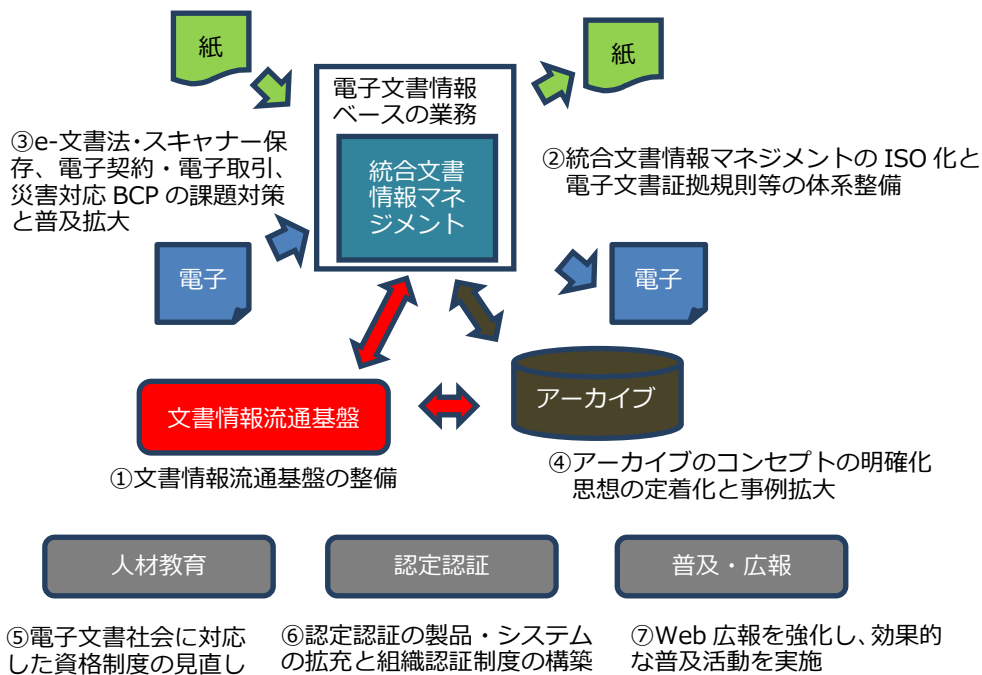 紙
紙
電子文書情報
ベースの業務
統合文書
情報マネ
ジメント
③e-文書法・スキャナー保
存、電子契約・電子取引、
災害対応 BCP の課題対策
と普及拡大
②統合文書情報マネジメントの ISO 化と
電子文書証拠規則等の体系整備
電子
電子
文書情報流通基盤
アーカイブ
①文書情報流通基盤の整備
④アーカイブのコンセプトの明確化
思想の定着化と事例拡大
人材教育
認定認証
普及・広報
⑤電子文書社会に対応
した資格制度の見直し
⑥認定認証の製品・システム
の拡充と組織認証制度の構築
⑦Web 広報を強化し、効果的
な普及活動を実施